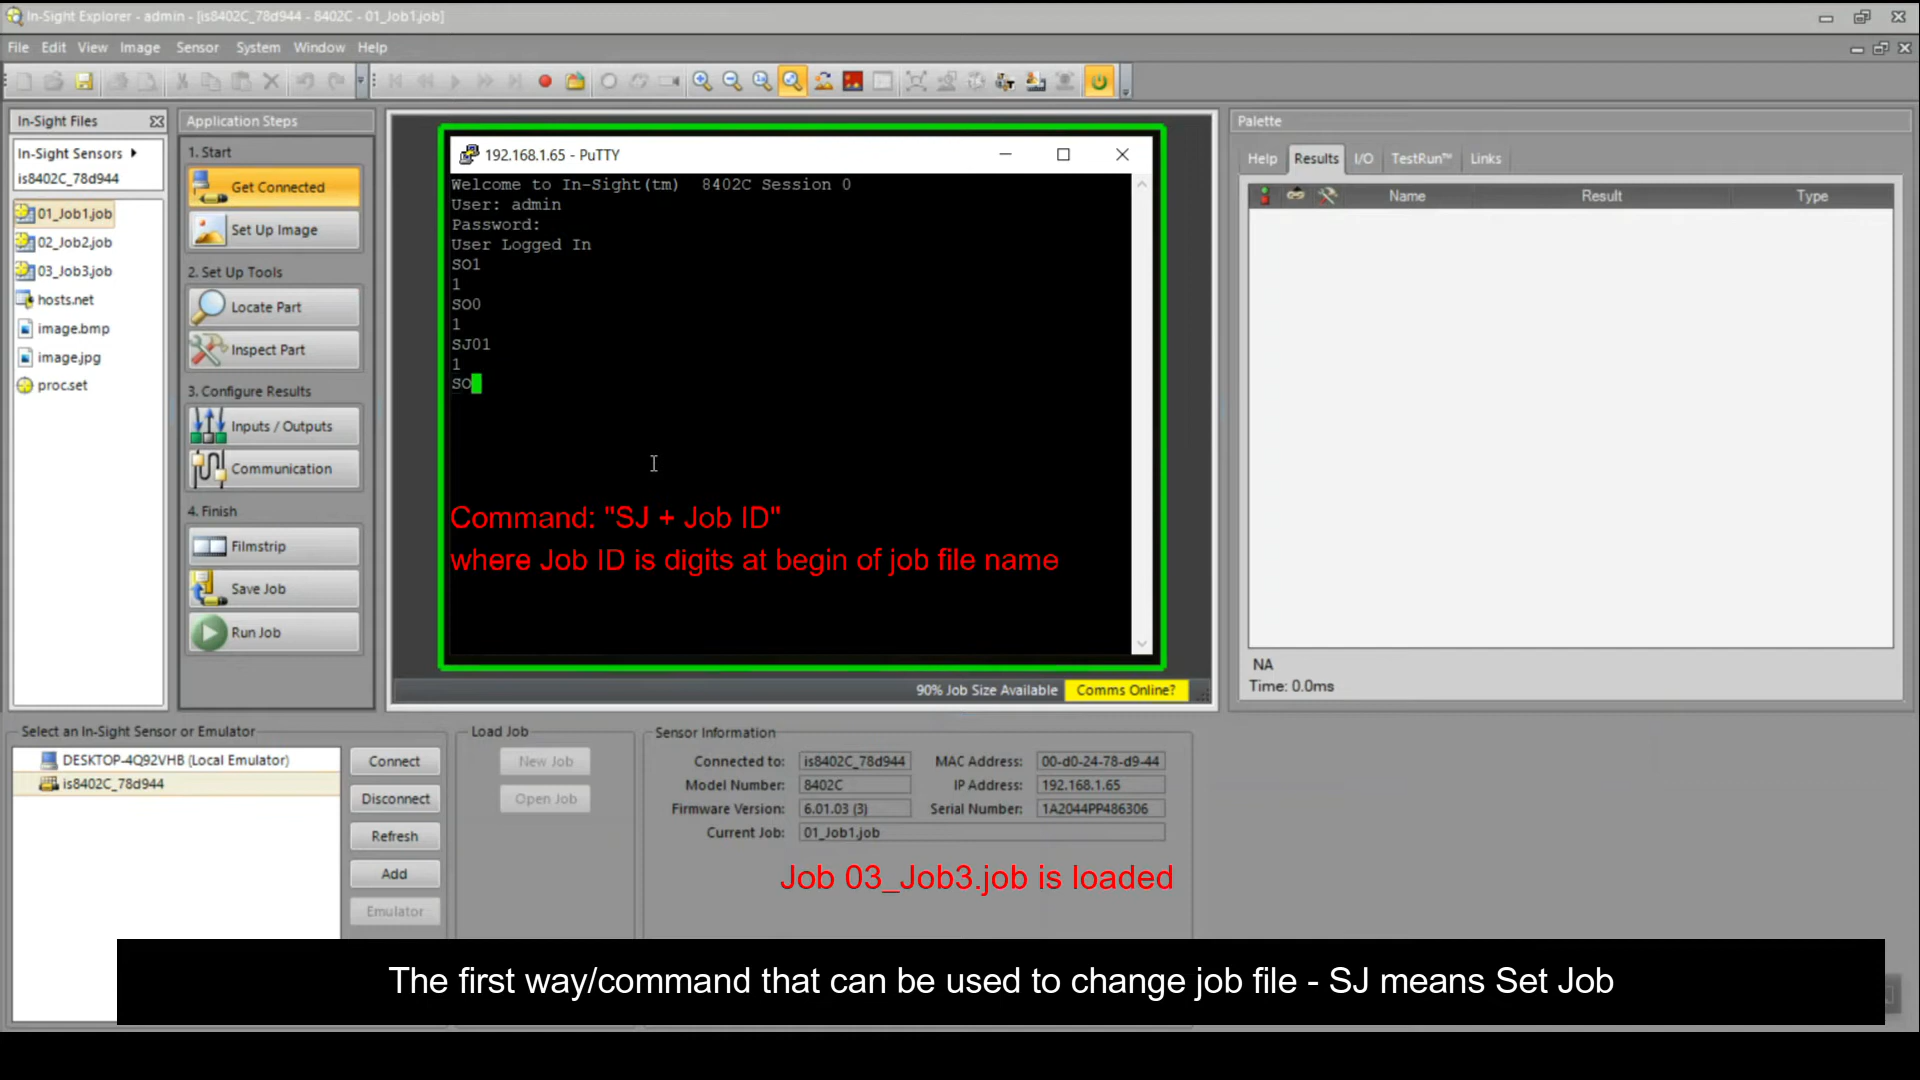 In-Sight Explorer - admin - [is8402C_78d944 - 8402C - 01_Job1.job]
File Edit View Image Sensor System Window Help
In-Sight Files
In-Sight Sensors
is8402C_78d944
01_Job1.job
02_Job2.job
03_Job3.job
hosts.net
image.bmp
image.jpg
proc.set
Application Steps
1. Start
Get Connected
Set Up Image
2. Set Up Tools
Locate Part
Inspect Part
3. Configure Results
Inputs / Outputs
Communication
4. Finish
Filmstrip
Save Job
Run Job
192.168.1.65 - PuTTY
Welcome to In-Sight(tm)  8402C Session 0
User: admin
Password:
User Logged In
SO1
1
SO0
1
SJ01
1
SO
Command: "SJ + Job ID"
where Job ID is digits at begin of job file name
90% Job Size Available
Comms Online?
Palette
Help Results I/O TestRun™ Links
Name Result Type
NA
Time: 0.0ms
Select an In-Sight Sensor or Emulator
DESKTOP-4Q92VHB (Local Emulator)
is8402C_78d944
Connect
Disconnect
Refresh
Add
Emulator
Load Job
New Job
Open Job
Sensor Information
Connected to: is8402C_78d944 MAC Address: 00-d0-24-78-d9-44
Model Number: 8402C IP Address: 192.168.1.65
Firmware Version: 6.01.03 (3) Serial Number: 1A2044PP486306
Current Job: 01_Job1.job
Job 03_Job3.job is loaded
The first way/command that can be used to change job file - SJ means Set Job